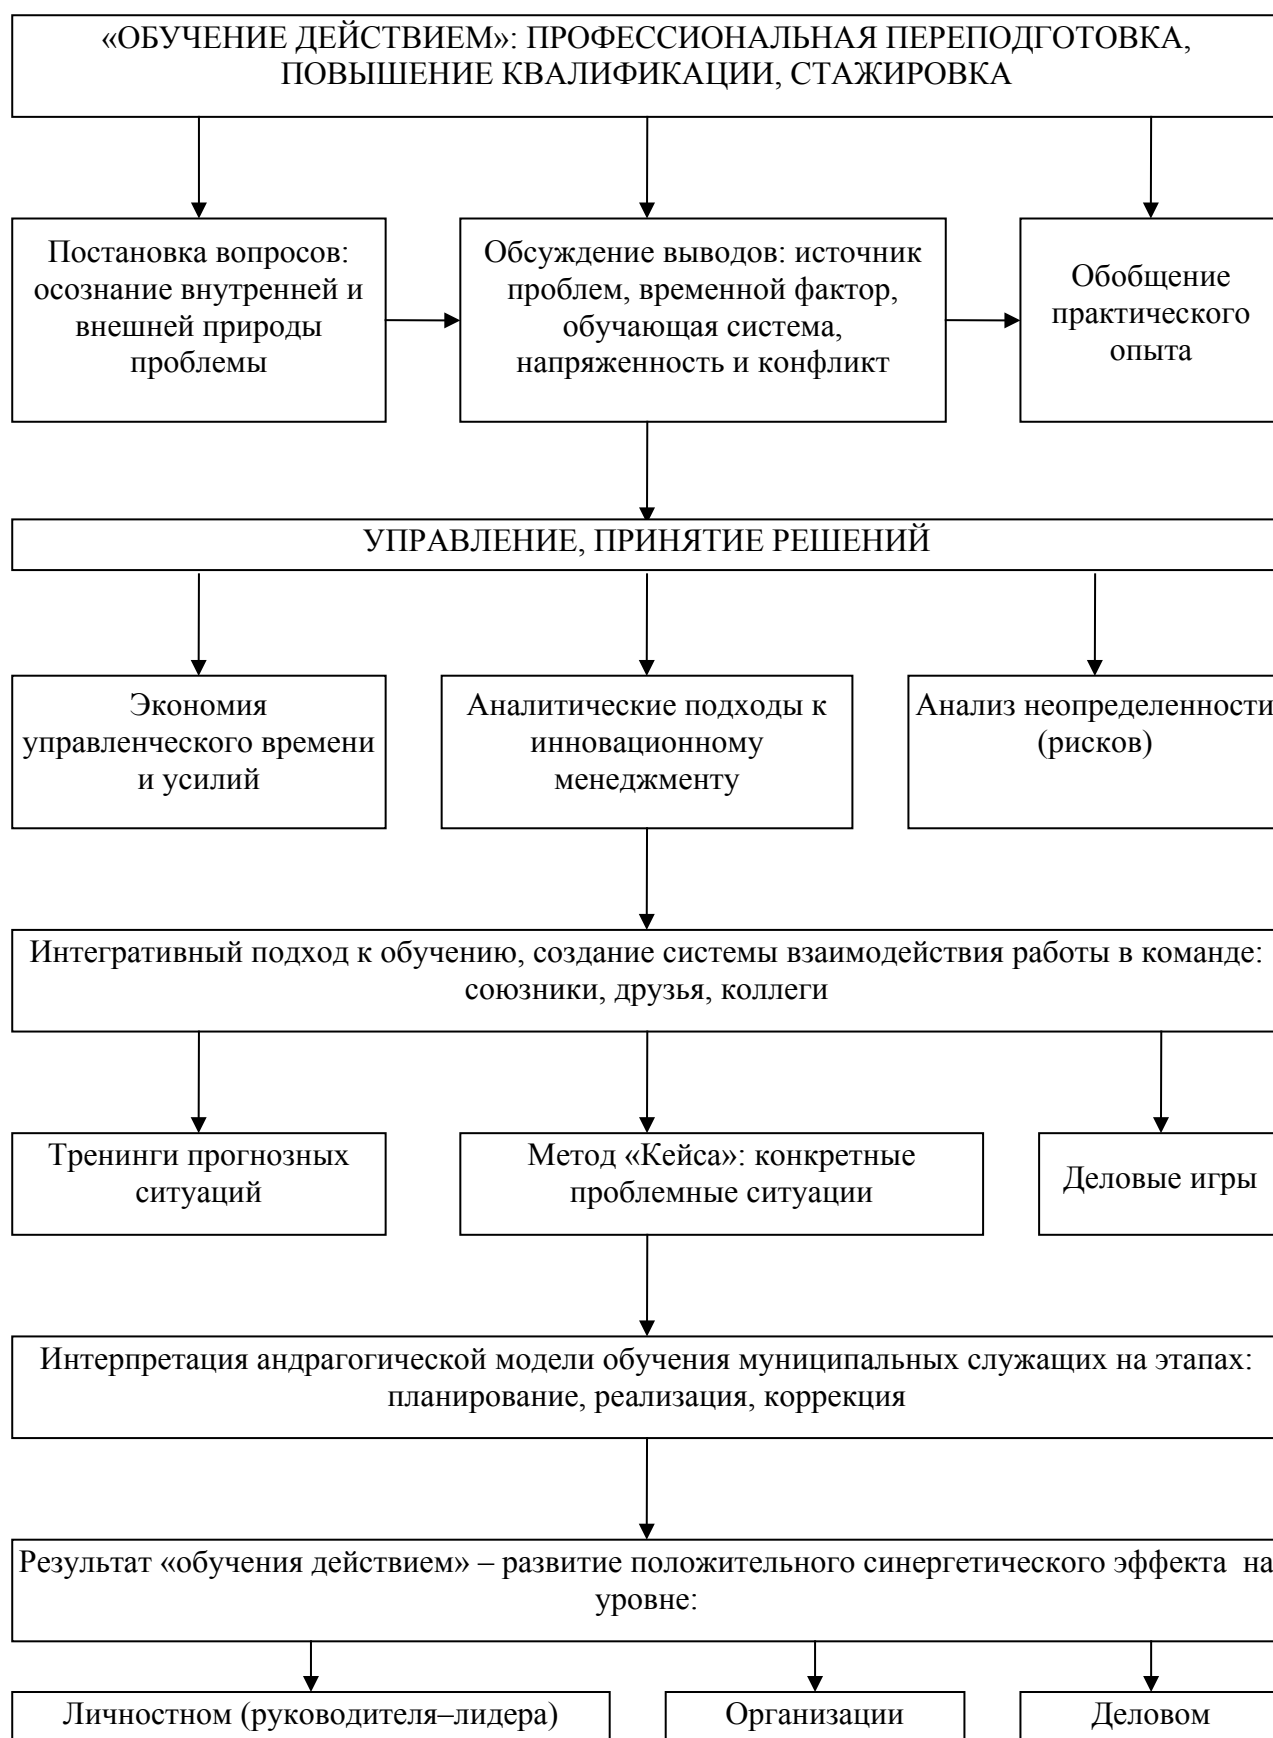 «ОБУЧЕНИЕ ДЕЙСТВИЕМ»: ПРОФЕССИОНАЛЬНАЯ ПЕРЕПОДГОТОВКА,
ПОВЫШЕНИЕ КВАЛИФИКАЦИИ, СТАЖИРОВКА
Постановка вопросов:
осознание внутренней и
внешней природы
проблемы
Обсуждение выводов: источник
проблем, временной фактор,
обучающая система,
напряженность и конфликт
Обобщение
практического
опыта
УПРАВЛЕНИЕ, ПРИНЯТИЕ РЕШЕНИЙ
Экономия
управленческого времени
и усилий
Аналитические подходы к
инновационному
менеджменту
Анализ неопределенности
(рисков)
Интегративный подход к обучению, создание системы взаимодействия работы в команде:
союзники, друзья, коллеги
Тренинги прогнозных
ситуаций
Метод «Кейса»: конкретные
проблемные ситуации
Деловые игры
Интерпретация андрагогической модели обучения муниципальных служащих на этапах:
планирование, реализация, коррекция
Результат «обучения действием» – развитие положительного синергетического эффекта  на
уровне:
Личностном (руководителя–лидера)
Организации
Деловом